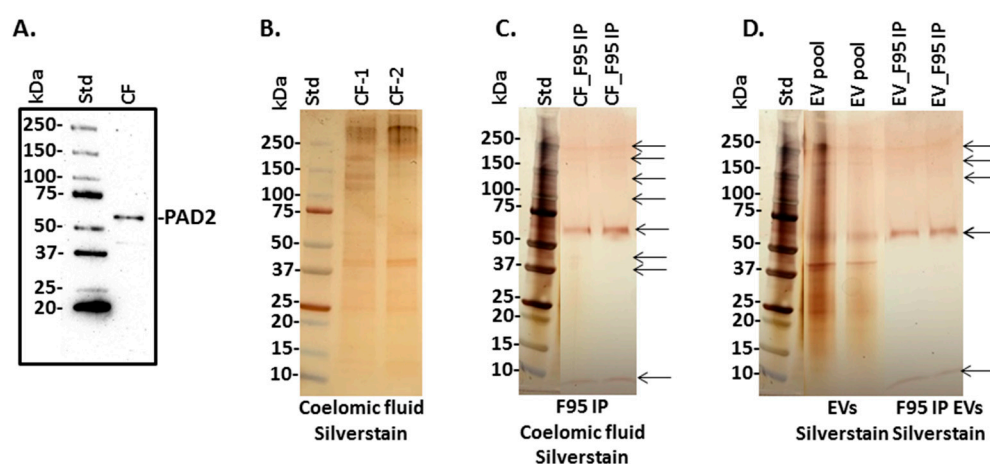 A.
kDa
Std
CF
250-
150-
100-
75-
50-
37-
20-
-PAD2
B.
kDa
Std
CF-1
CF-2
250-
150-
100-
75-
50-
37-
25-
20-
15-
10-
Coelomic fluid
Silverstain
C.
kDa
Std
CF_F95 IP
CF_F95 IP
250-
150-
100-
75-
50-
37-
25-
20-
15-
10-
F95 IP
Coelomic fluid
Silverstain
D.
kDa
Std
EV pool
EV pool
EV_F95 IP
EV_F95 IP
250-
150-
100-
75-
50-
37-
25-
20-
15-
10-
EVs
Silverstain
F95 IP EVs
Silverstain